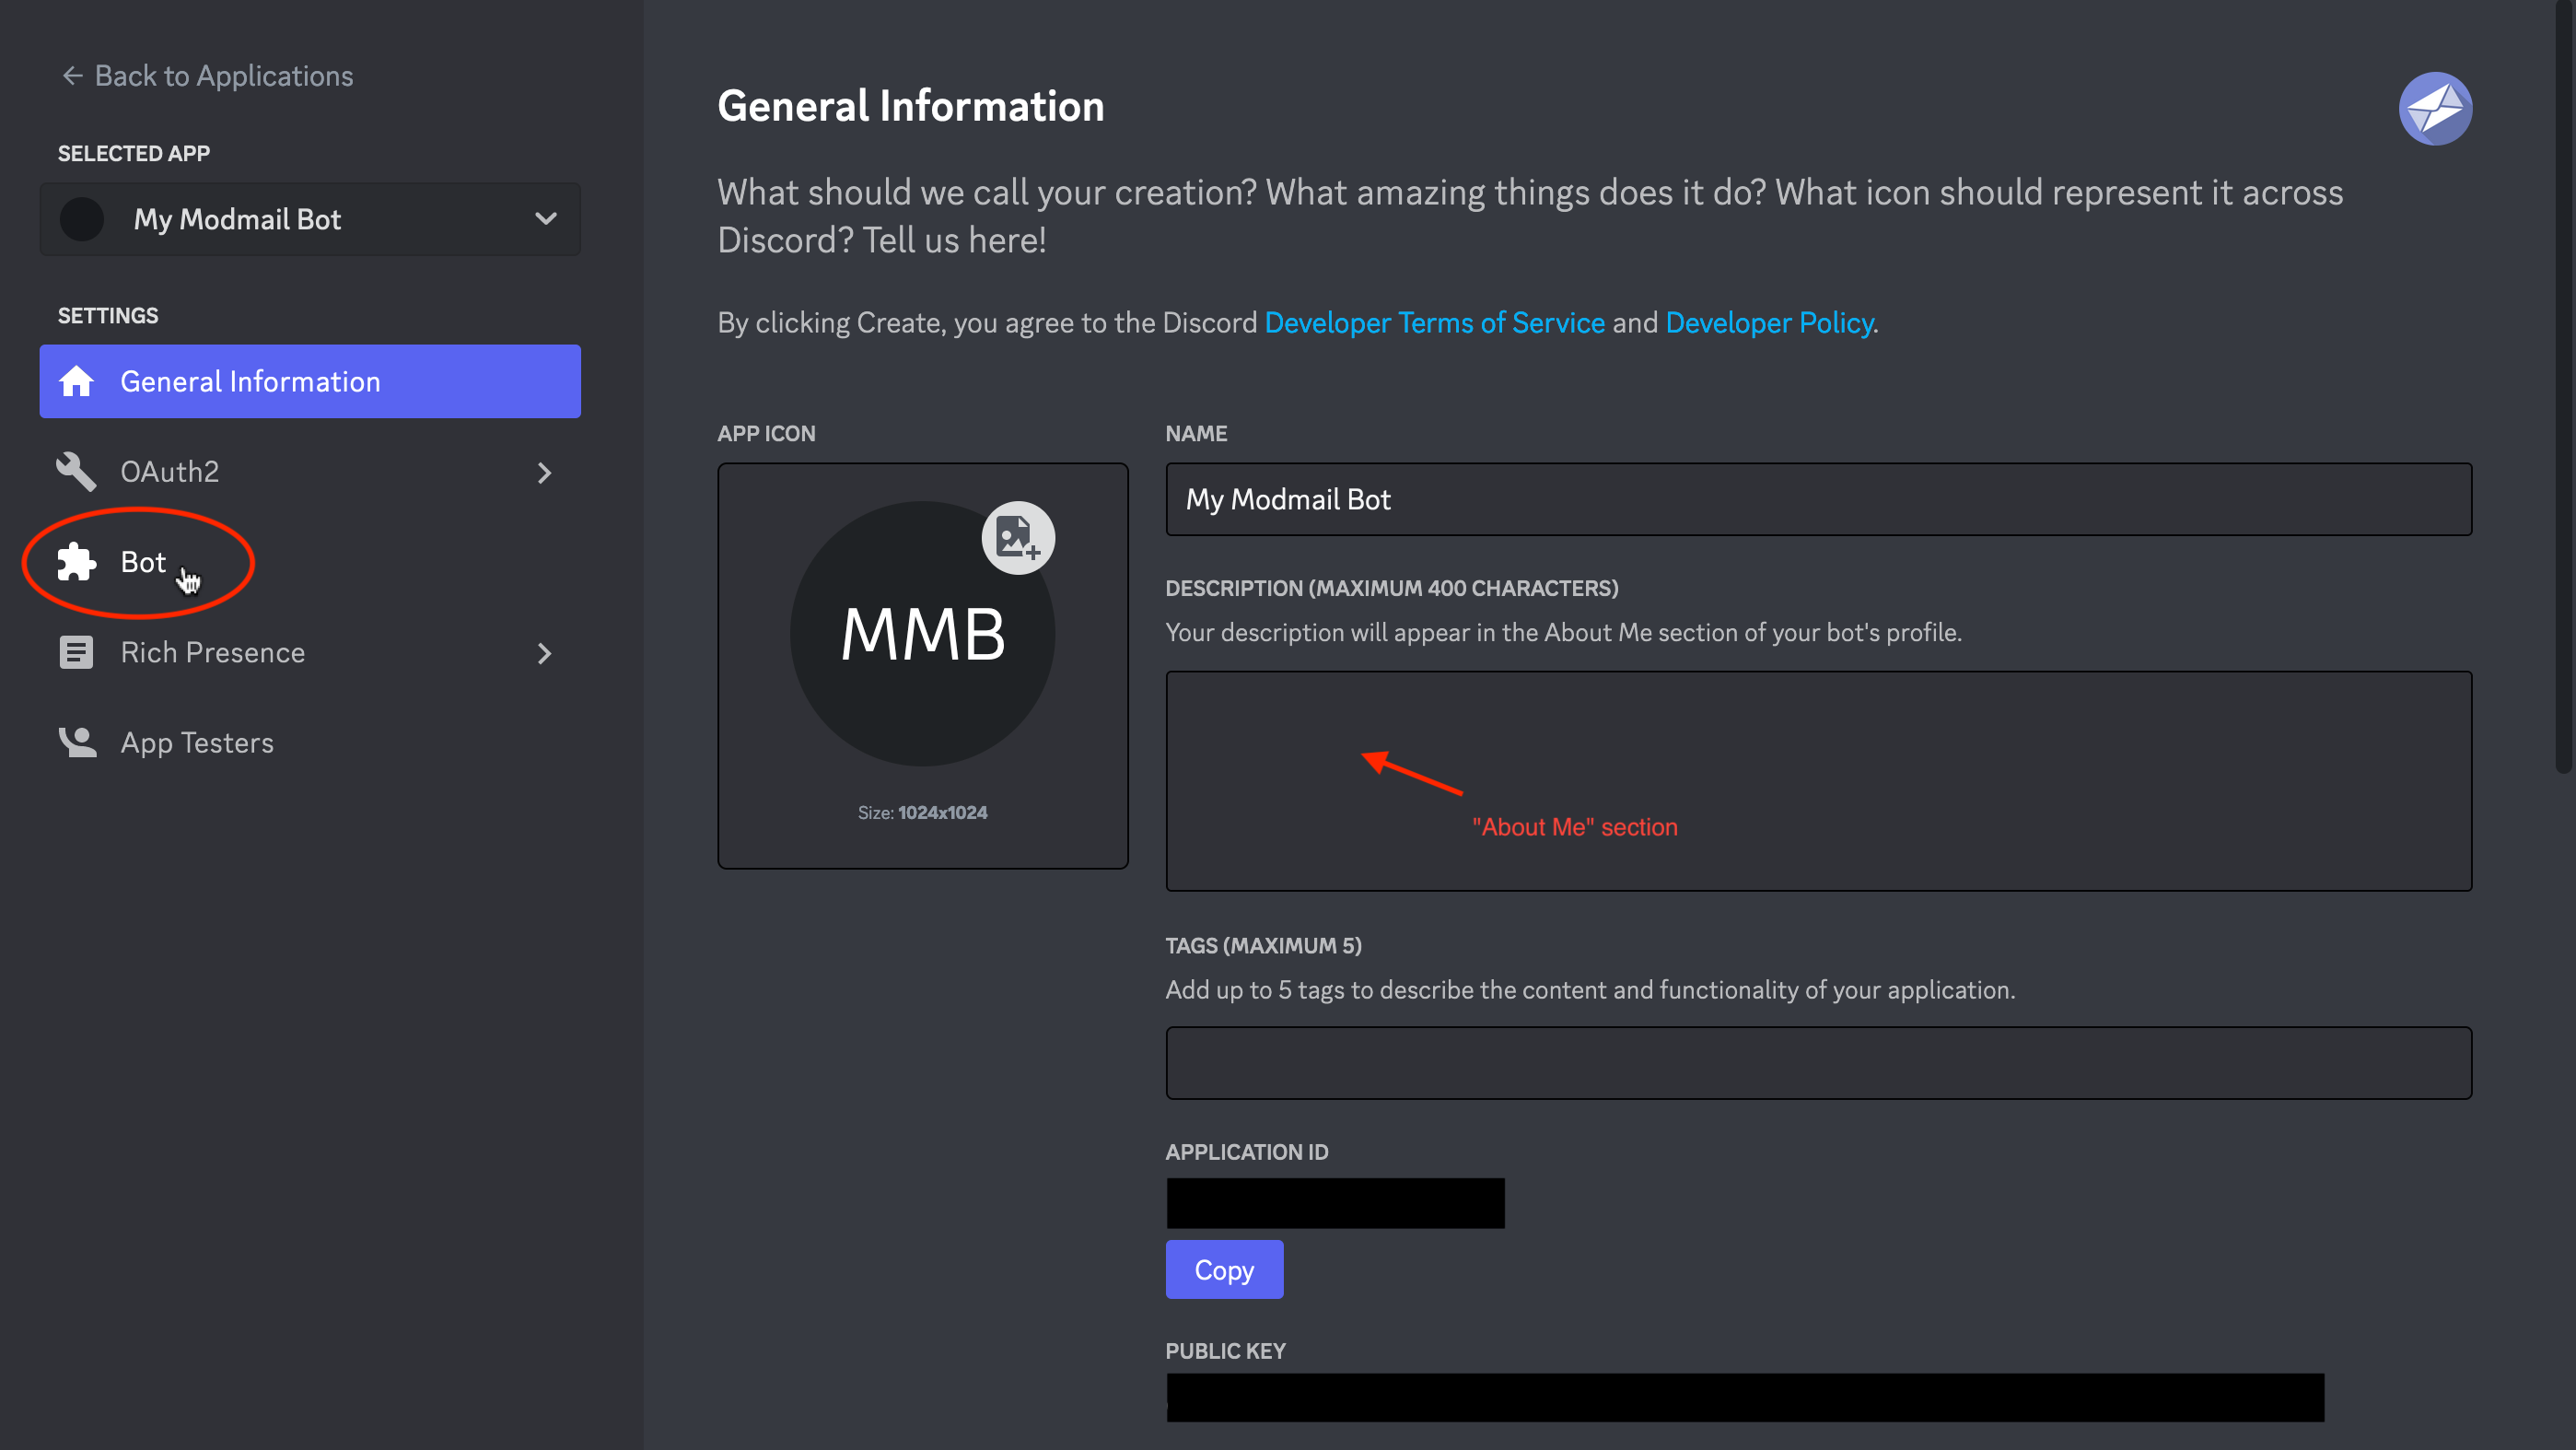 Back to Applications
SELECTED APP
My Modmail Bot
SETTINGS
General Information
OAuth2
Bot
Rich Presence
App Testers
General Information
What should we call your creation? What amazing things does it do? What icon should represent it across
Discord? Tell us here!
By clicking Create, you agree to the Discord Developer Terms of Service and Developer Policy.
APP ICON
MMB
Size: 1024x1024
NAME
My Modmail Bot
DESCRIPTION (MAXIMUM 400 CHARACTERS)
Your description will appear in the About Me section of your bot's profile.
"About Me" section
TAGS (MAXIMUM 5)
Add up to 5 tags to describe the content and functionality of your application.
APPLICATION ID
Copy
PUBLIC KEY